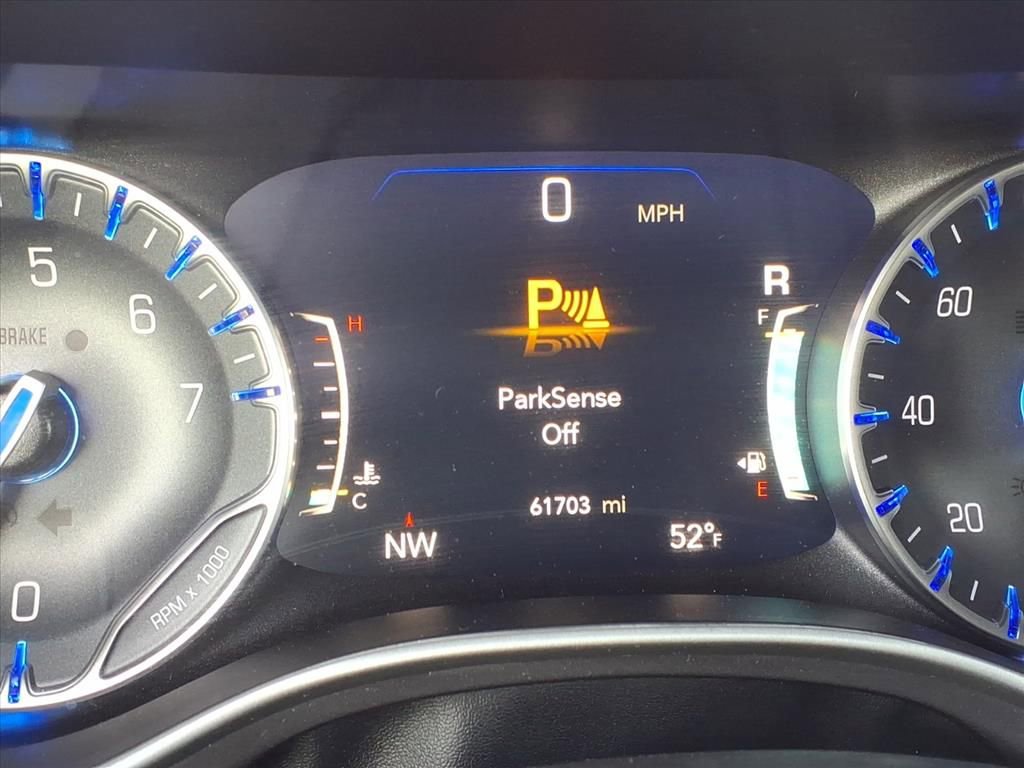 0 MPH
5
6
7
BRAKE
0
RPM x 1000
H
C
P
ParkSense
Off
61703 mi
NW
52°F
R
F
E
60
40
20